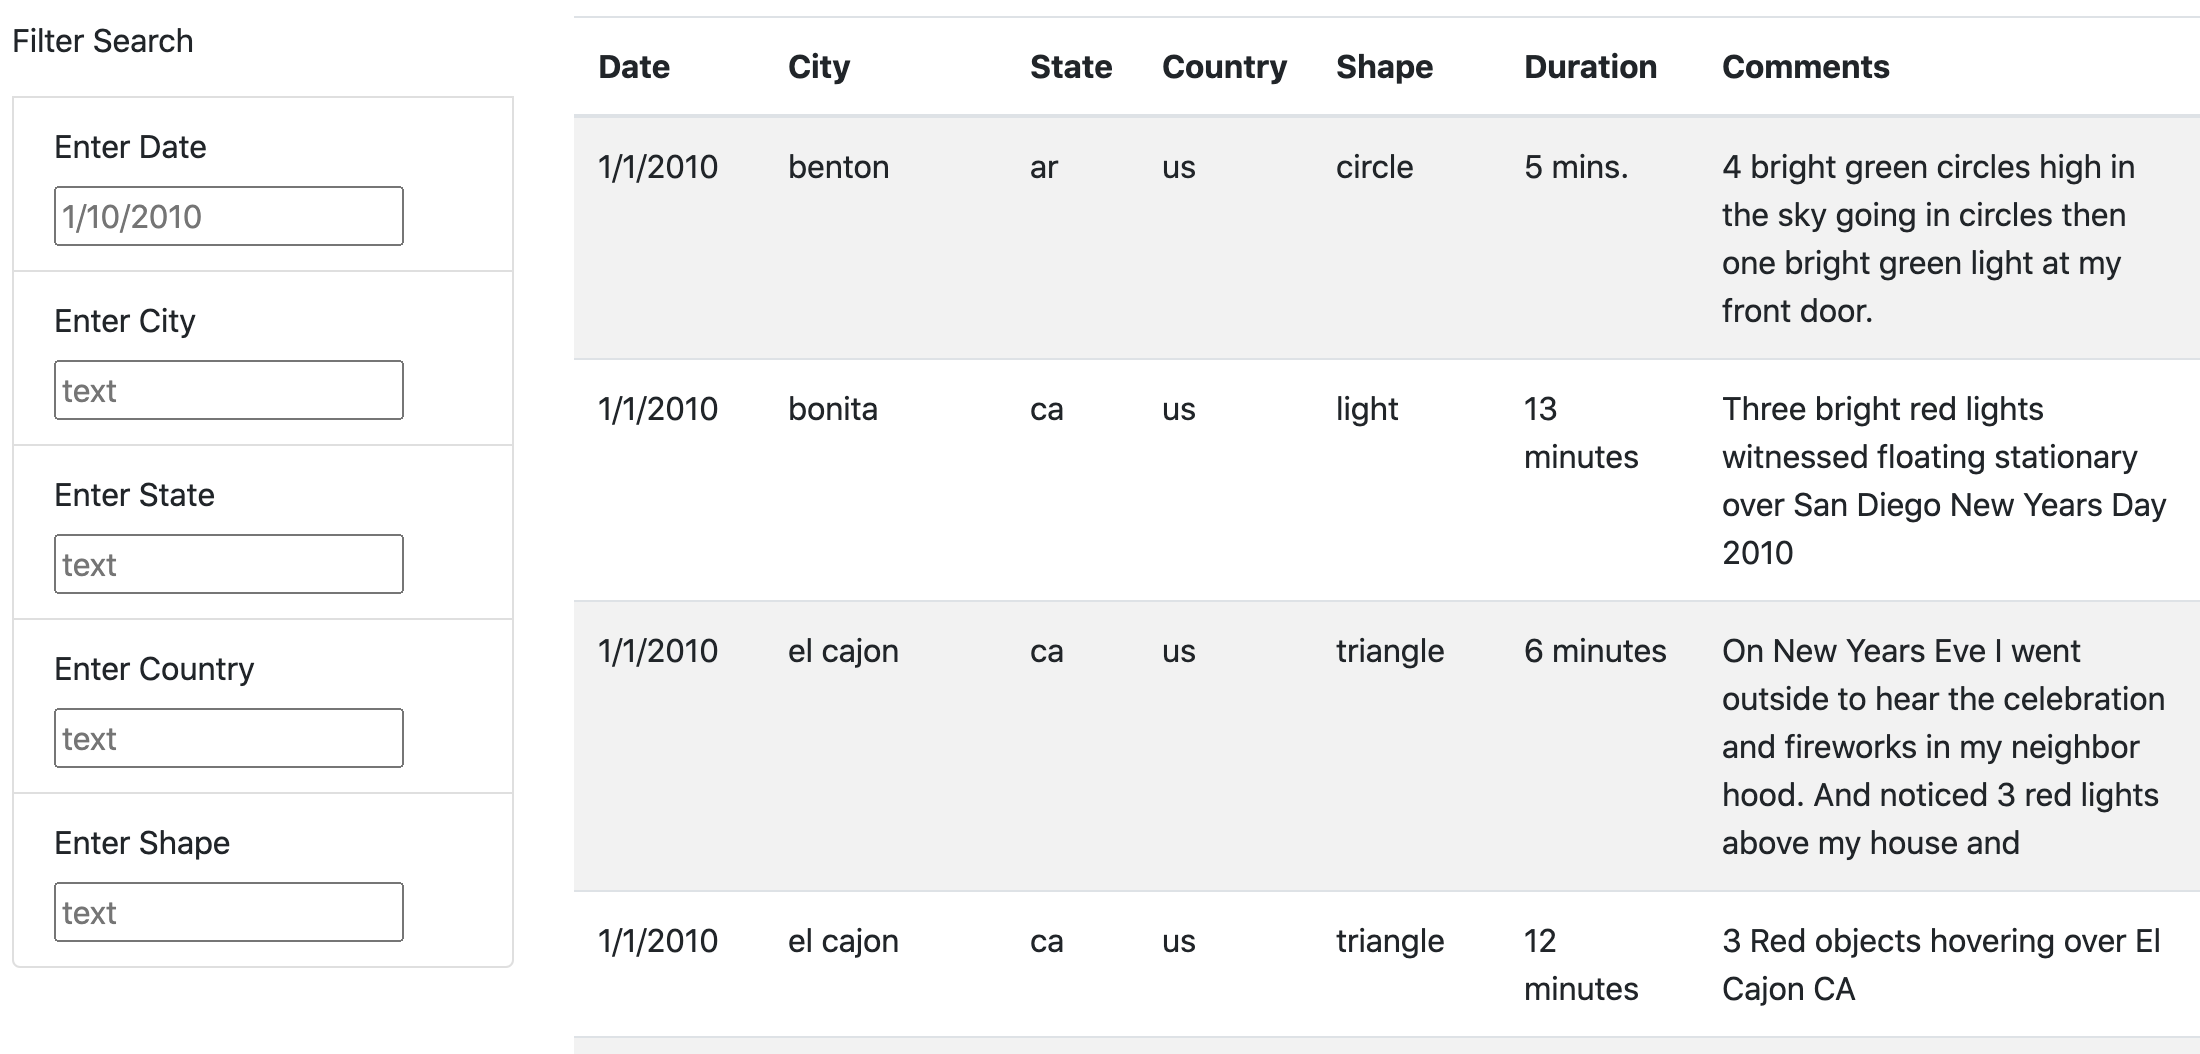 Filter Search
Enter Date
1/10/2010
Enter City
text
Enter State
text
Enter Country
text
Enter Shape
text
Date City State Country Shape Duration Comments
1/1/2010 benton ar us circle 5 mins. 4 bright green circles high in
the sky going in circles then
one bright green light at my
front door.
1/1/2010 bonita ca us light 13 Three bright red lights
minutes witnessed floating stationary
over San Diego New Years Day
2010
1/1/2010 el cajon ca us triangle 6 minutes On New Years Eve I went
outside to hear the celebration
and fireworks in my neighbor
hood. And noticed 3 red lights
above my house and
1/1/2010 el cajon ca us triangle 12 3 Red objects hovering over El
minutes Cajon CA